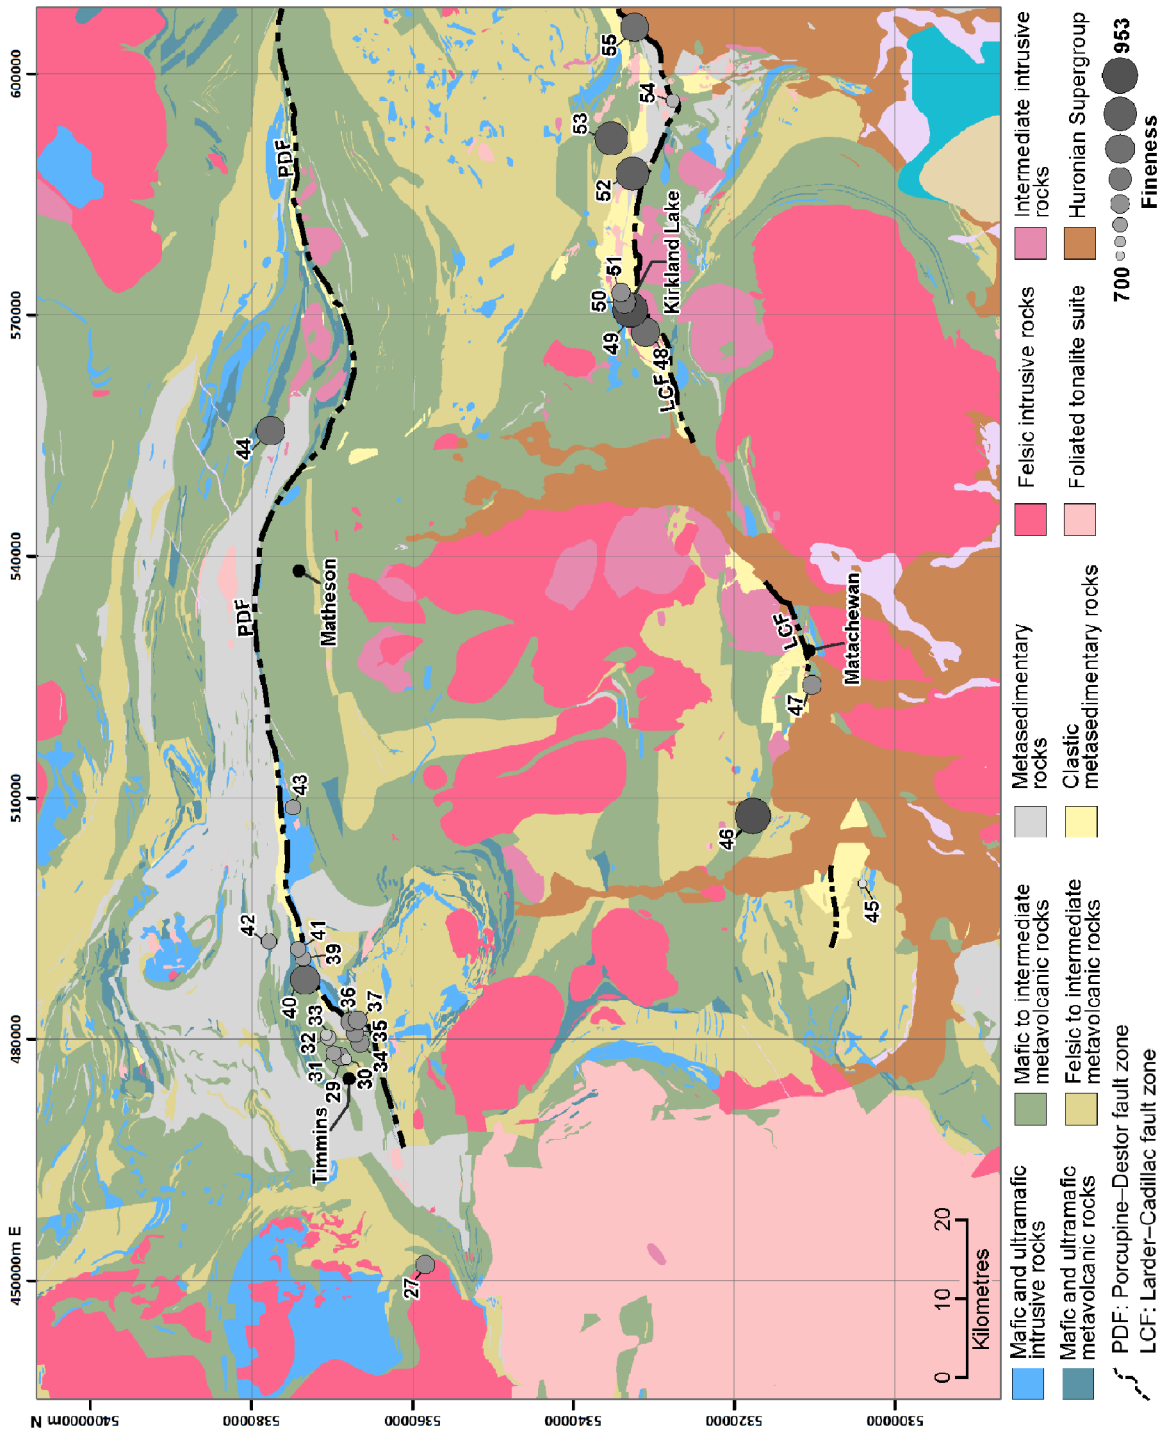 450000m E
480000
510000
540000
570000
600000
5400000m N
5380000
5360000
5340000
5320000
5300000
PDF
PDF
LCF
LCF
Timmins
Matheson
Kirkland Lake
Matachewan
27
29
30
31
32
33
34
35
36
37
39
40
41
42
43
44
45
46
47
48
49
50
51
52
53
54
55
0 10 20
Kilometres
Mafic and ultramafic
intrusive rocks
Mafic and ultramafic
metavolcanic rocks
Mafic to intermediate
metavolcanic rocks
Felsic to intermediate
metavolcanic rocks
Metasedimentary
rocks
Clastic
metasedimentary rocks
Felsic intrusive rocks
Foliated tonalite suite
Intermediate intrusive
rocks
Huronian Supergroup
PDF: Porcupine–Destor fault zone
LCF: Larder–Cadillac fault zone
700 953
Fineness